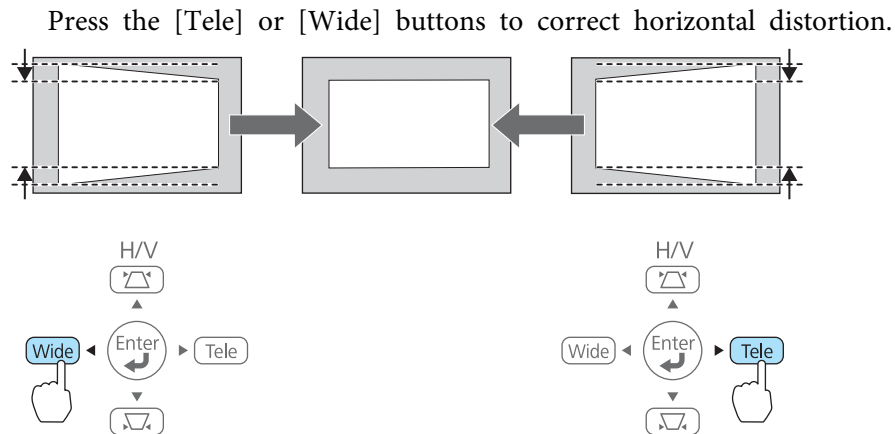 Press the [Tele] or [Wide] buttons to correct horizontal distortion.
H/V
H/V
Wide Enter Tele
Wide Enter Tele